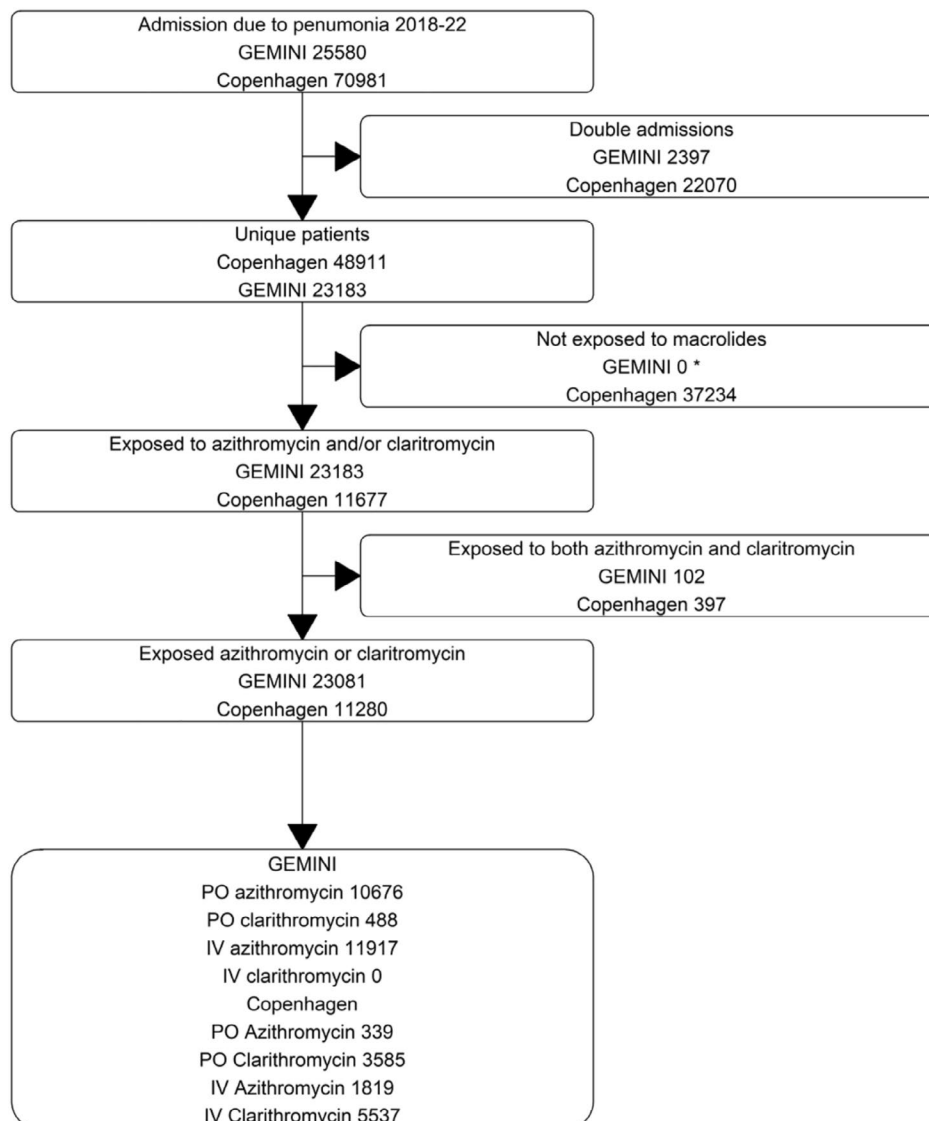 Admission due to penumonia 2018-22
GEMINI 25580
Copenhagen 70981
Double admissions
GEMINI 2397
Copenhagen 22070
Unique patients
Copenhagen 48911
GEMINI 23183
Not exposed to macrolides
GEMINI 0 *
Copenhagen 37234
Exposed to azithromycin and/or claritromycin
GEMINI 23183
Copenhagen 11677
Exposed to both azithromycin and claritromycin
GEMINI 102
Copenhagen 397
Exposed azithromycin or claritromycin
GEMINI 23081
Copenhagen 11280
GEMINI
PO azithromycin 10676
PO clarithromycin 488
IV azithromycin 11917
IV clarithromycin 0
Copenhagen
PO Azithromycin 339
PO Clarithromycin 3585
IV Azithromycin 1819
IV Clarithromycin 5537